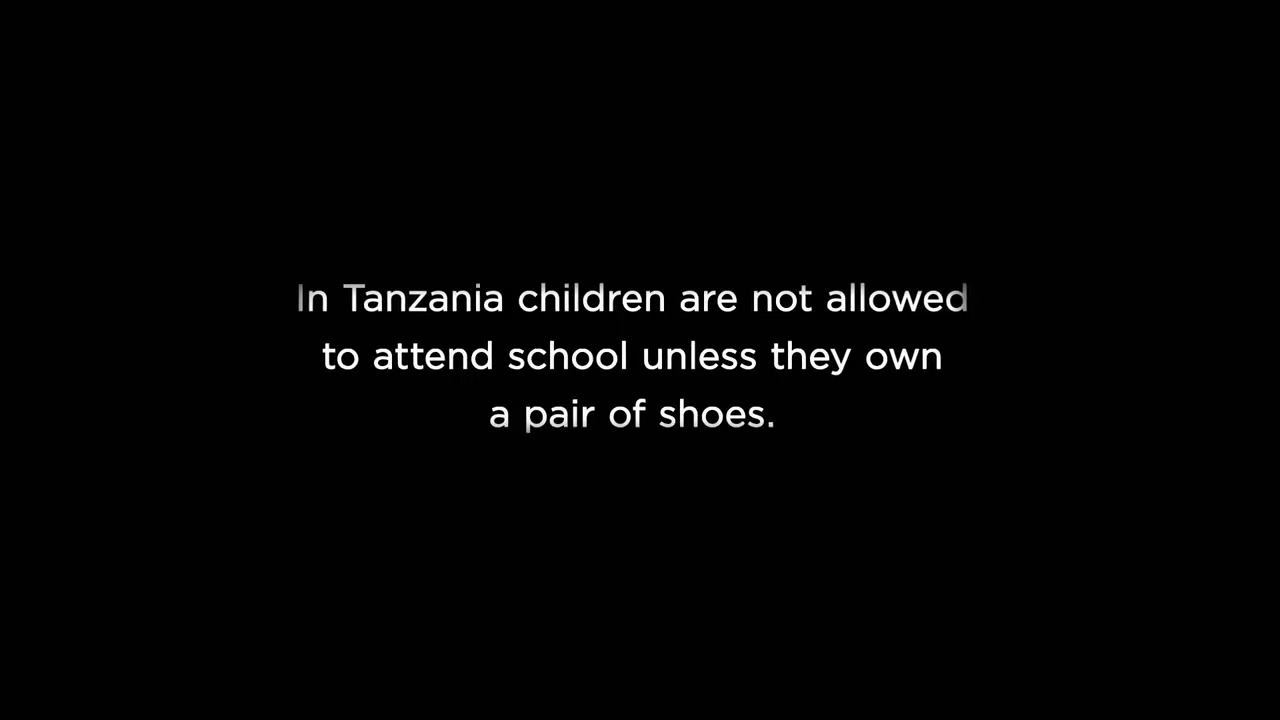 In Tanzania children are not allowed
to attend school unless they own
a pair of shoes.